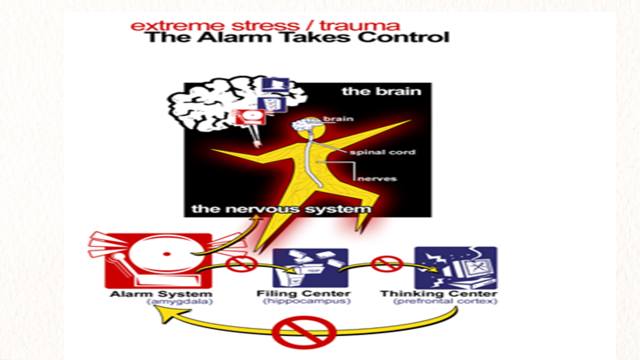 extreme stress / trauma
The Alarm Takes Control
the brain
brain
spinal cord
nerves
the nervous system
Alarm System
(amygdala)
Filing Center
(hippocampus)
Thinking Center
(prefrontal cortex)